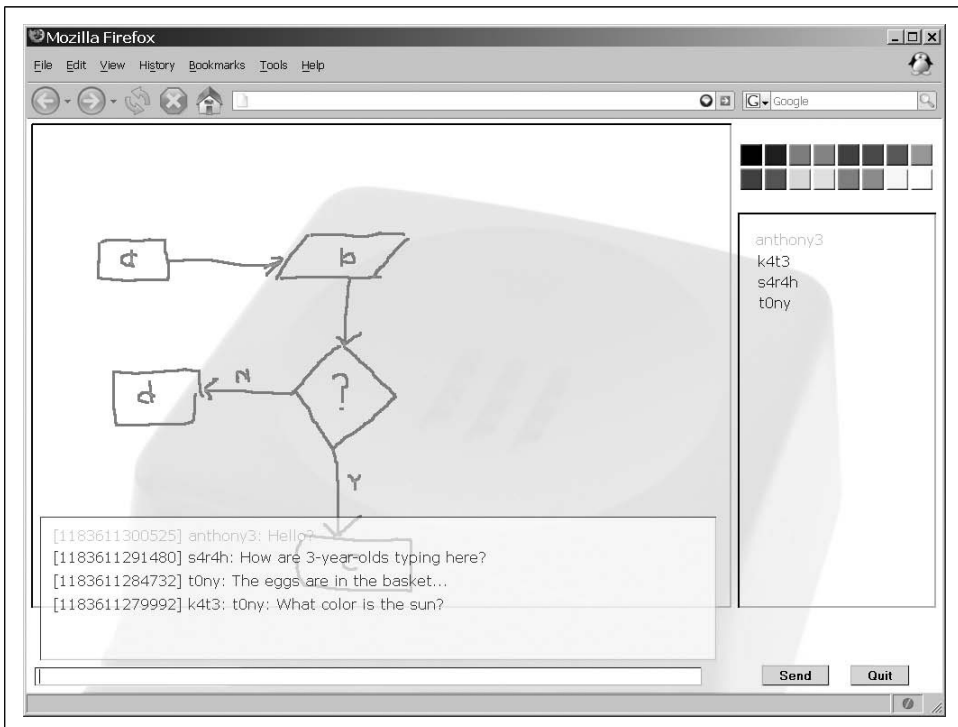 Mozilla Firefox
File Edit View History Bookmarks Tools Help
G Google
anthony3
k4t3
s4r4h
t0ny
a
b
?
N
d
Y
c
[1183611300525] anthony3: Hello?
[1183611291480] s4r4h: How are 3-year-olds typing here?
[1183611284732] t0ny: The eggs are in the basket...
[1183611279992] k4t3: t0ny: What color is the sun?
Send Quit